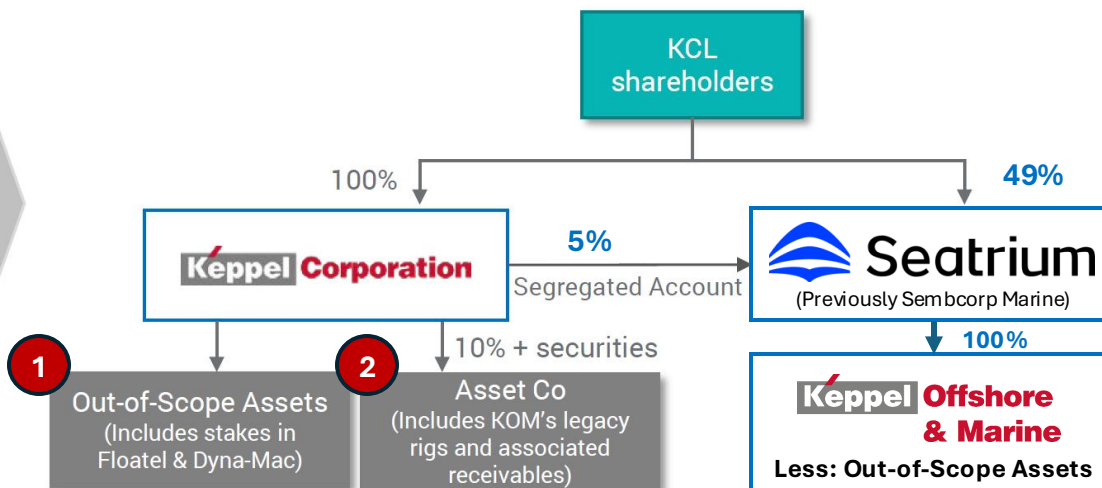 KCL
shareholders
100%
49%
Keppel Corporation
5%
Segregated Account
Seatrium
(Previously Sembcorp Marine)
10% + securities
100%
1
Out-of-Scope Assets
(Includes stakes in
Floatel & Dyna-Mac)
2
Asset Co
(Includes KOM's legacy
rigs and associated
receivables)
Keppel Offshore
& Marine
Less: Out-of-Scope Assets